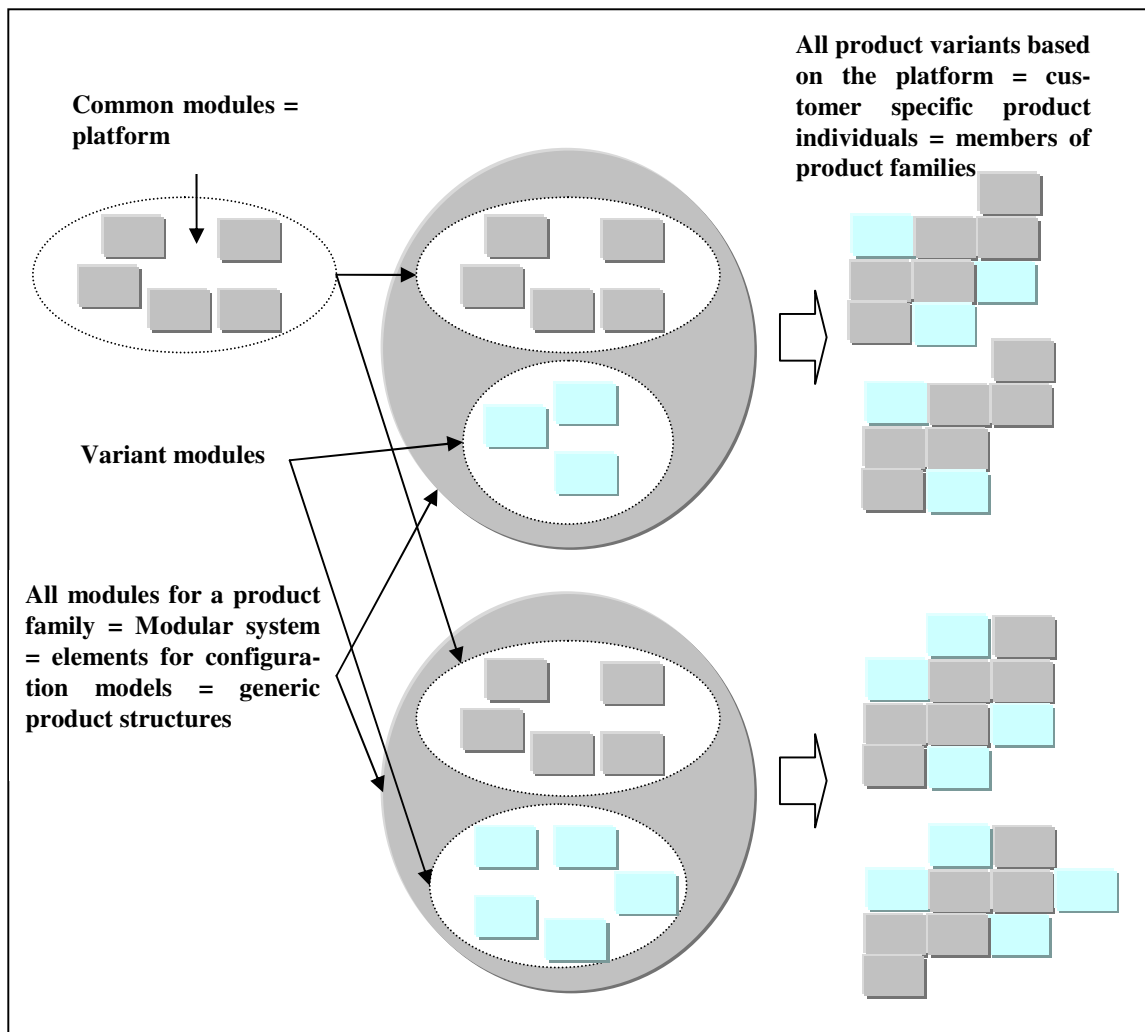 Common modules =
platform
All product variants based
on the platform = cus-
tomer specific product
individuals = members of
product families
Variant modules
All modules for a product
family = Modular system
= elements for configura-
tion models = generic
product structures